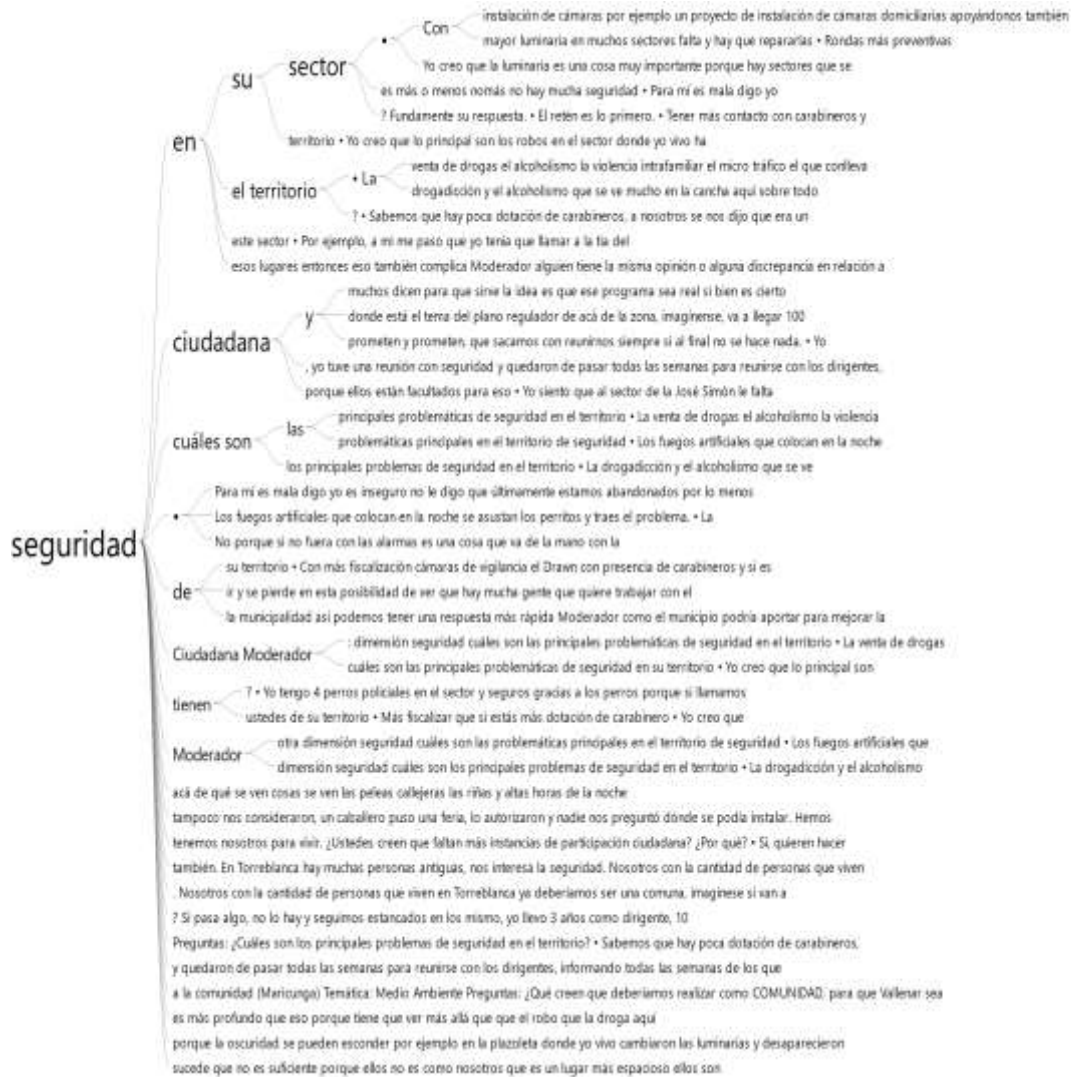 Con
instalación de cámaras por ejemplo un proyecto de instalación de cámaras domiciliarias apoyándonos también
mayor luminaria en muchos sectores falta y hay que repararlas • Rondas más preventivas
•
Yo creo que la luminaria es una cosa muy importante porque hay sectores que se
sector
su
es más o menos nomás no hay mucha seguridad • Para mi es mala digo yo
? Fundamente su respuesta. • El retén es lo primero. • Tener más contacto con carabineros y
territorio • Yo creo que lo principal son los robos en el sector donde yo vivo ha
en
• La
venta de drogas el alcoholismo la violencia intrafamiliar el micro tráfico el que conlleva
drogadicción y el alcoholismo que se ve mucho en la cancha aquí sobre todo
el territorio
? • Sabemos que hay poca dotación de carabineros, a nosotros se nos dijo que era un
este sector • Por ejemplo, a mi me paso que yo tenia que llamar a la tia del
esos lugares entonces eso también complica Moderador alguien tiene la misma opinión o alguna discrepancia en relación a
muchos dicen para que sirve la idea es que ese programa sea real si bien es cierto
y
donde está el tema del plano regulador de acá de la zona, imagínense, va a llegar 100
prometen y prometen, que sacamos con reunirnos siempre si al final no se hace nada. • Yo
ciudadana
, yo tuve una reunión con seguridad y quedaron de pasar todas las semanas para reunirse con los dirigentes,
porque ellos están facultados para eso • Yo siento que al sector de la José Simón le falta
las
principales problemáticas de seguridad en el territorio • La venta de drogas el alcoholismo la violencia
problemáticas principales en el territorio de seguridad • Los fuegos artificiales que colocan en la noche
cuáles son
los principales problemas de seguridad en el territorio • La drogadicción y el alcoholismo que se ve
Para mi es mala digo yo es inseguro no le digo que últimamente estamos abandonados por lo menos
•
Los fuegos artificiales que colocan en la noche se asustan los perritos y traes el problema. • La
No porque si no fuera con las alarmas es una cosa que va de la mano con la
seguridad
su territorio • Con más fiscalización cámaras de vigilancia el Drawn con presencia de carabineros y si es
de
ir y se pierde en esta posibilidad de ver que hay mucha gente que quiere trabajar con el
la municipalidad asi podemos tener una respuesta más rápida Moderador como el municipio podría aportar para mejorar la
Ciudadana Moderador
: dimensión seguridad cuáles son las principales problemáticas de seguridad en el territorio • La venta de drogas
cuáles son las principales problemáticas de seguridad en su territorio • Yo creo que lo principal son
tienen
? • Yo tengo 4 perros policiales en el sector y seguros gracias a los perros porque si llamamos
ustedes de su territorio • Más fiscalizar que si estás más dotación de carabinero • Yo creo que
Moderador
otra dimensión seguridad cuáles son las problemáticas principales en el territorio de seguridad • Los fuegos artificiales que
dimensión seguridad cuáles son los principales problemas de seguridad en el territorio • La drogadicción y el alcoholismo
acá de qué se ven cosas se ven las peleas callejeras las riñas y altas horas de la noche
tampoco nos consideraron, un caballero puso una feria, lo autorizaron y nadie nos preguntó dónde se podía instalar. Hemos
tenemos nosotros para vivir. ¿Ustedes creen que faltan más instancias de participación ciudadana? ¿Por qué? • Si, quieren hacer
también. En Torreblanca hay muchas personas antiguas, nos interesa la seguridad. Nosotros con la cantidad de personas que viven
. Nosotros con la cantidad de personas que viven en Torreblanca ya deberíamos ser una comuna, imagínese si van a
? Si pasa algo, no lo hay y seguimos estancados en los mismo, yo llevo 3 años como dirigente, 10
Preguntas: ¿Cuáles son los principales problemas de seguridad en el territorio? • Sabemos que hay poca dotación de carabineros,
y quedaron de pasar todas las semanas para reunirse con los dirigentes, informando todas las semanas de los que
a la comunidad (Maricunga) Temática: Medio Ambiente Preguntas: ¿Qué creen que deberíamos realizar como COMUNIDAD, para que Vallenar sea
es más profundo que eso porque tiene que ver más allá que que el robo que la droga aquí
porque la oscuridad se pueden esconder por ejemplo en la plazoleta donde yo vivo cambiaron las luminarias y desaparecieron
sucede que no es suficiente porque ellos no es como nosotros que es un lugar más espacioso ellos son